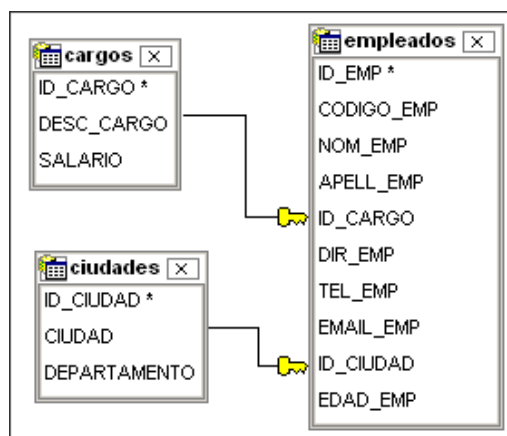 cargos
ID_CARGO *
DESC_CARGO
SALARIO
ciudades
ID_CIUDAD *
CIUDAD
DEPARTAMENTO
empleados
ID_EMP *
CODIGO_EMP
NOM_EMP
APELL_EMP
ID_CARGO
DIR_EMP
TEL_EMP
EMAIL_EMP
ID_CIUDAD
EDAD_EMP